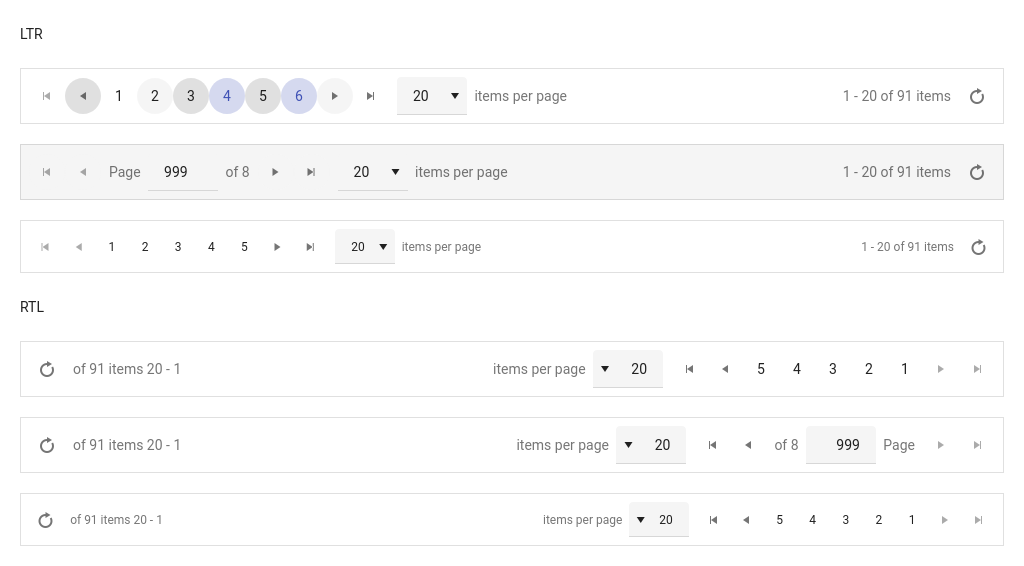 LTR
1 2 3 4 5 6 20 items per page 1 - 20 of 91 items
Page 999 of 8 20 items per page 1 - 20 of 91 items
1 2 3 4 5 20 items per page 1 - 20 of 91 items
RTL
of 91 items 20 - 1 items per page 20 5 4 3 2 1
of 91 items 20 - 1 items per page 20 of 8 999 Page
of 91 items 20 - 1 items per page 20 5 4 3 2 1